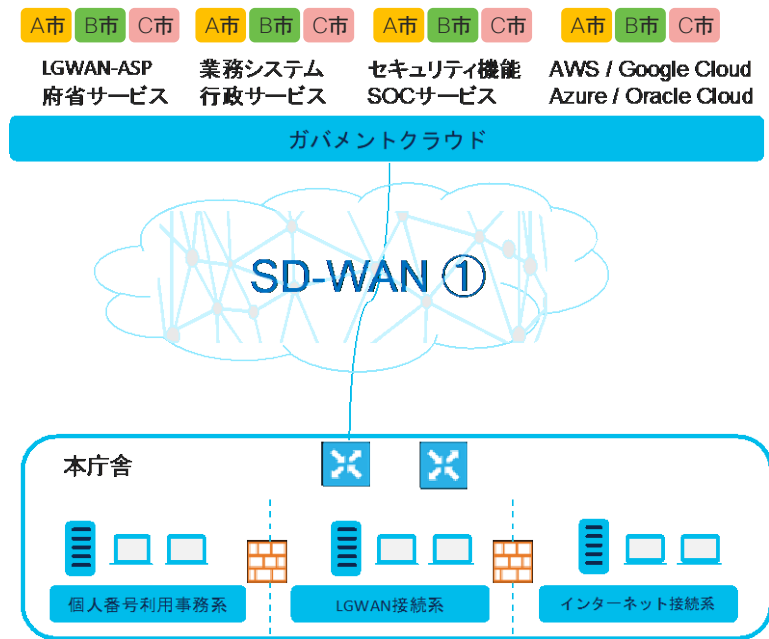 A市 B市 C市 A市 B市 C市 A市 B市 C市 A市 B市 C市
LGWAN-ASP
府省サービス
業務システム
行政サービス
セキュリティ機能
SOCサービス
AWS / Google Cloud
Azure / Oracle Cloud
ガバメントクラウド
SD-WAN ①
本庁舎
個人番号利用事務系
LGWAN接続系
インターネット接続系